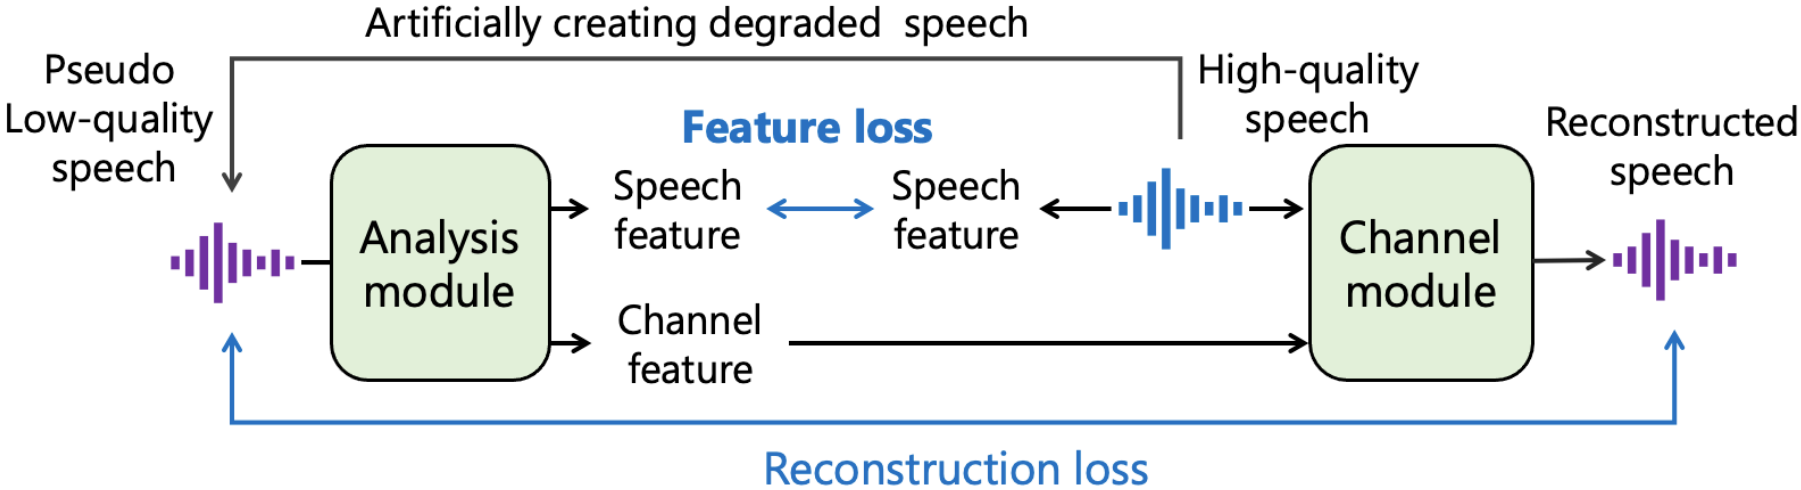 Artificially creating degraded speech
Pseudo
Low-quality
speech
Feature loss
High-quality
speech
Reconstructed
speech
Analysis
module
Speech
feature
Speech
feature
Channel
module
Channel
feature
Reconstruction loss